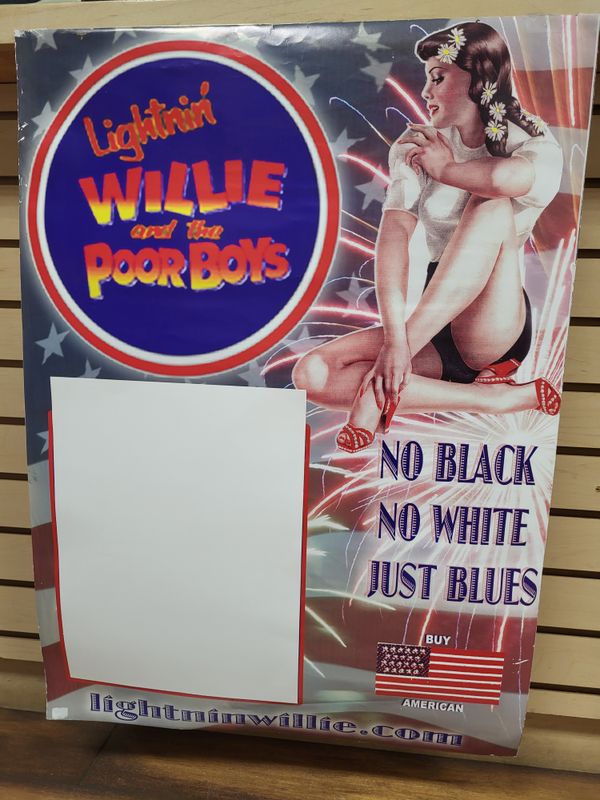 Lightnin'
WILLIE
and the
POOR BOYS
NO BLACK
NO WHITE
JUST BLUES
BUY
AMERICAN
lightninwillie.com